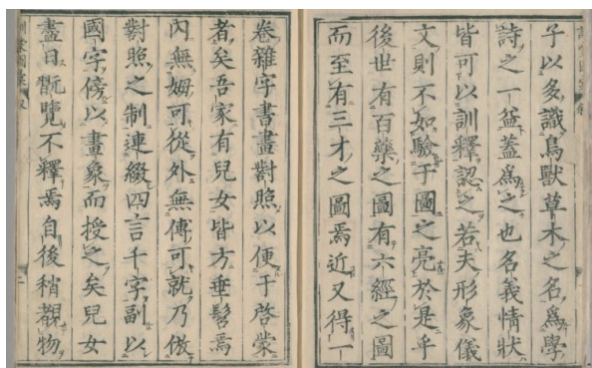 子以多識鳥獸草木之名爲學
詩之一益蓋爲之也名義情狀
皆可以訓釋認之若夫形象儀
文則不如驗于圖之亮於是乎
後世有百藥之圖有六經之圖
而至有三才之圖焉近又得一
卷雜字書畫對照以便于啓蒙
者矣吾家有兒女皆方垂髫焉
內無姆可從外無傅可就乃倣
對照之制連綴四言千字副以
國字傍以畫象而授之矣兒女
晝日翫覽不釋焉自後稍覩物